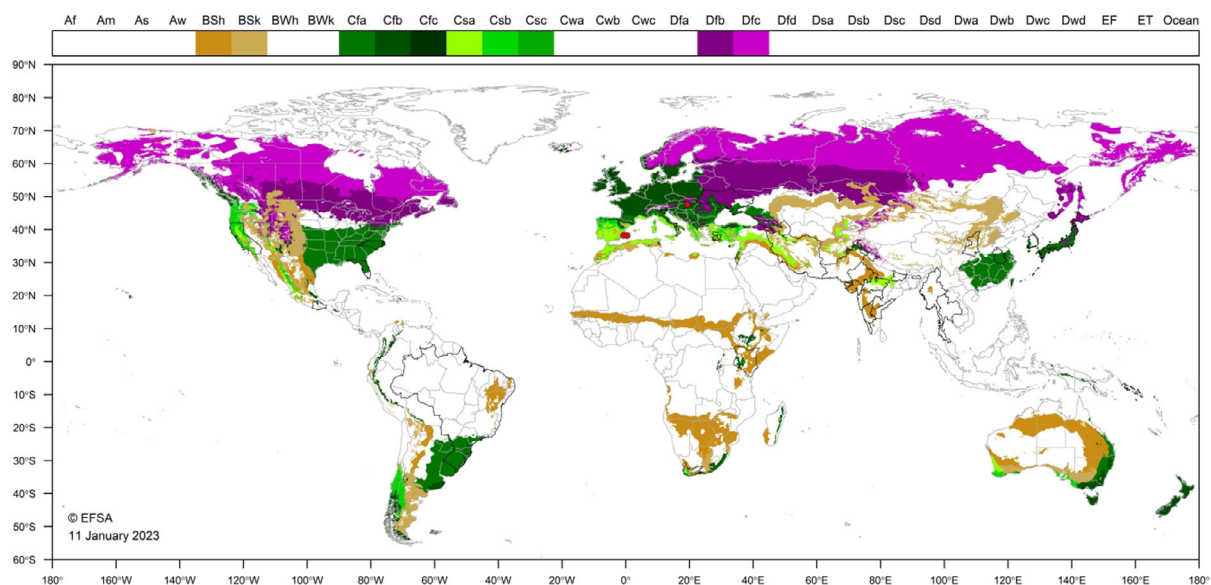 Af Am As Aw BSh BSk BWh BWk Cfa Cfb Cfc Csa Csb Csc Cwa Cwb Cwc Dfa Dfb Dfc Dfd Dsa Dsb Dsc Dsd Dwa Dwb Dwc Dwd EF ET Ocean
90°N
80°N
70°N
60°N
50°N
40°N
30°N
20°N
10°N
0°
10°S
20°S
30°S
40°S
50°S
60°S
© EFSA
11 January 2023
180° 160°W 140°W 120°W 100°W 80°W 60°W 40°W 20°W 0° 20°E 40°E 60°E 80°E 100°E 120°E 140°E 160°E 180°